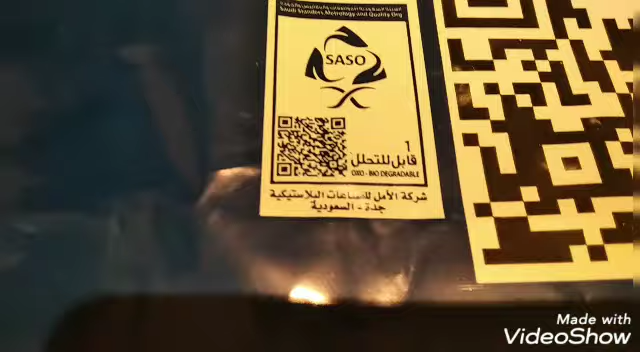 Saudi Standers Metrology and Quality Org
SASO
1
قابل للتحلل
OXO - BIO DEGRADABLE
شركة الأمل للصناعات البلاستيكية
جدة - السعودية
Made with
VideoShow